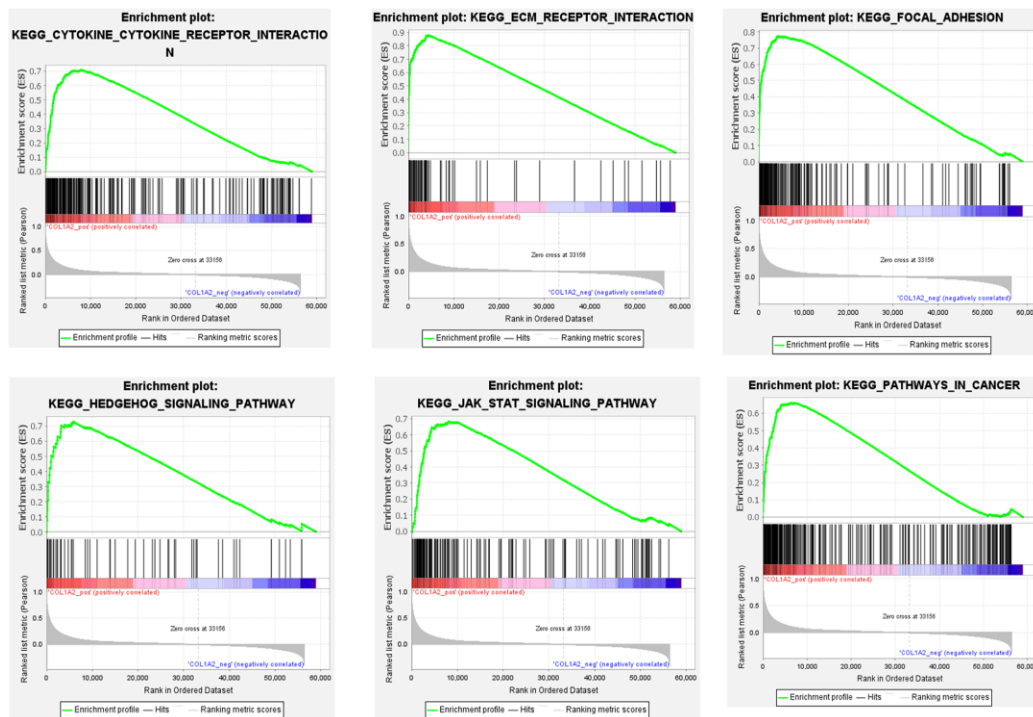 Enrichment plot:
KEGG_CYTOKINE_CYTOKINE_RECEPTOR_INTERACTIO
N
Enrichment score (ES)
0.7
0.6
0.5
0.4
0.3
0.2
0.1
0.0
Ranked list metric (Pearson)
1.0
0.5
0.0
'COL1A2_pos' (positively correlated)
Zero cross at 33156
'COL1A2_neg' (negatively correlated)
0 10,000 20,000 30,000 40,000 50,000 60,000
Rank in Ordered Dataset
Enrichment profile Hits Ranking metric scores
Enrichment plot: KEGG_ECM_RECEPTOR_INTERACTION
Enrichment score (ES)
0.9
0.8
0.7
0.6
0.5
0.4
0.3
0.2
0.1
0.0
Ranked list metric (Pearson)
1.0
0.5
0.0
'COL1A2_pos' (positively correlated)
Zero cross at 33156
'COL1A2_neg' (negatively correlated)
0 10,000 20,000 30,000 40,000 50,000 60,000
Rank in Ordered Dataset
Enrichment profile Hits Ranking metric scores
Enrichment plot: KEGG_FOCAL_ADHESION
Enrichment score (ES)
0.8
0.7
0.6
0.5
0.4
0.3
0.2
0.1
0.0
Ranked list metric (Pearson)
1.0
0.5
0.0
'COL1A2_pos' (positively correlated)
Zero cross at 33156
'COL1A2_neg' (negatively correlated)
0 10,000 20,000 30,000 40,000 50,000 60,000
Rank in Ordered Dataset
Enrichment profile Hits Ranking metric scores
Enrichment plot:
KEGG_HEDGEHOG_SIGNALING_PATHWAY
Enrichment score (ES)
0.7
0.6
0.5
0.4
0.3
0.2
0.1
0.0
Ranked list metric (Pearson)
1.0
0.5
0.0
'COL1A2_pos' (positively correlated)
Zero cross at 33156
'COL1A2_neg' (negatively correlated)
0 10,000 20,000 30,000 40,000 50,000 60,000
Rank in Ordered Dataset
Enrichment profile Hits Ranking metric scores
Enrichment plot:
KEGG_JAK_STAT_SIGNALING_PATHWAY
Enrichment score (ES)
0.7
0.6
0.5
0.4
0.3
0.2
0.1
0.0
Ranked list metric (Pearson)
1.0
0.5
0.0
'COL1A2_pos' (positively correlated)
Zero cross at 33156
'COL1A2_neg' (negatively correlated)
0 10,000 20,000 30,000 40,000 50,000 60,000
Rank in Ordered Dataset
Enrichment profile Hits Ranking metric scores
Enrichment plot: KEGG_PATHWAYS_IN_CANCER
Enrichment score (ES)
0.6
0.5
0.4
0.3
0.2
0.1
0.0
Ranked list metric (Pearson)
1.0
0.5
0.0
'COL1A2_pos' (positively correlated)
Zero cross at 33156
'COL1A2_neg' (negatively correlated)
0 10,000 20,000 30,000 40,000 50,000 60,000
Rank in Ordered Dataset
Enrichment profile Hits Ranking metric scores